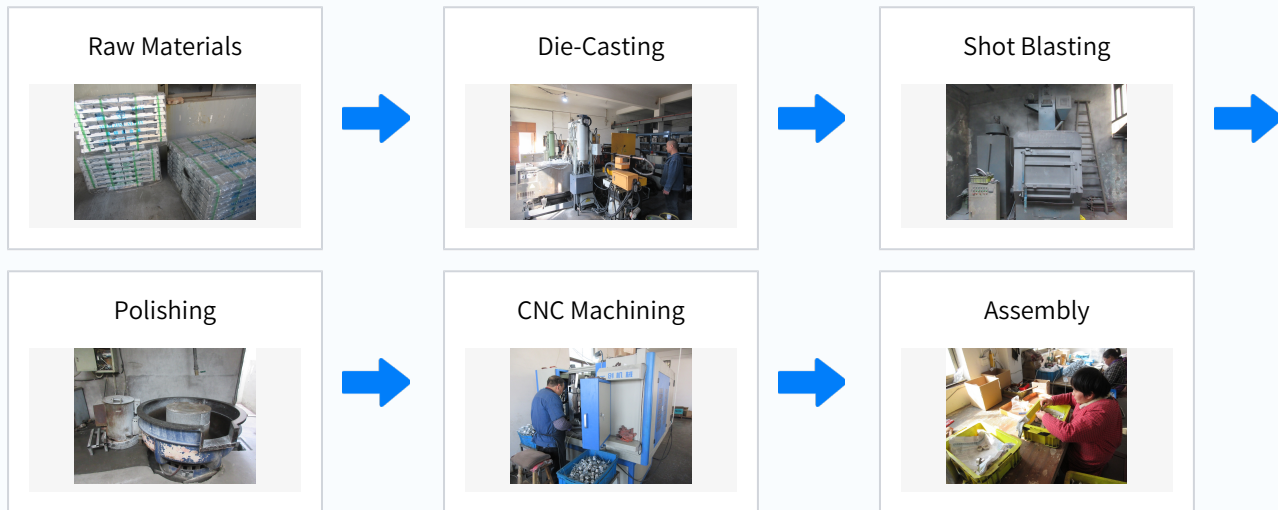 Raw Materials
Die-Casting
Shot Blasting
Polishing
CNC Machining
Assembly